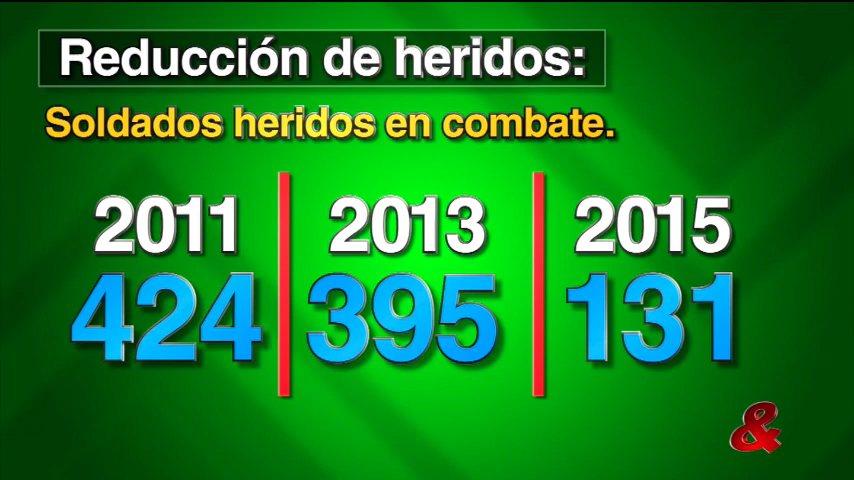 Reducción de heridos:
Soldados heridos en combate.
2011 2013 2015
424 395 131
&